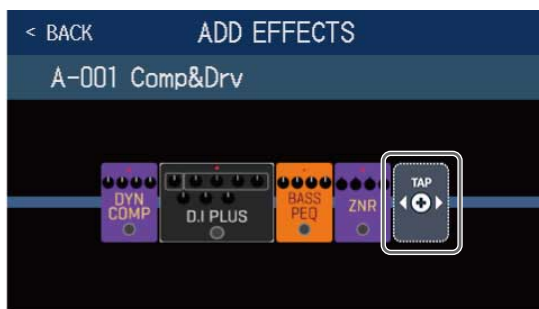 < BACK ADD EFFECTS
A-001 Comp&Drv
DYN
COMP
D.I PLUS
BASS
PEQ
ZNR
TAP